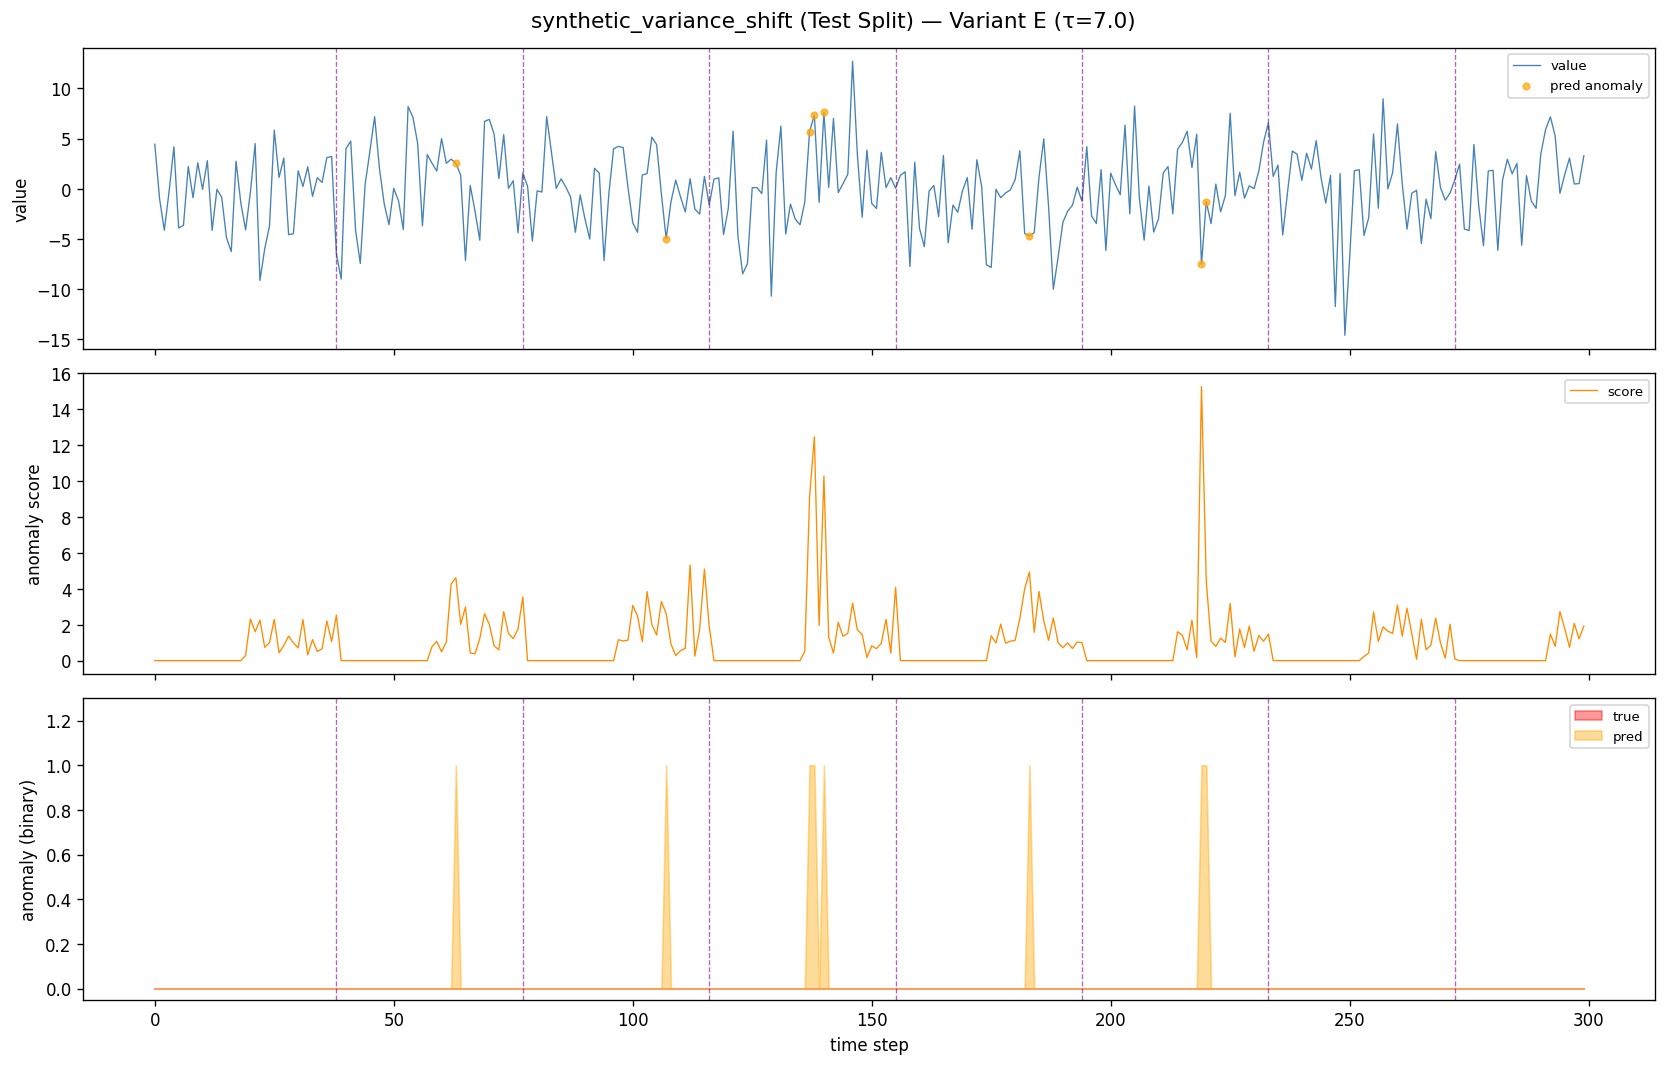 synthetic_variance_shift (Test Split) — Variant E (τ=7.0)
value
pred anomaly
10
5
0
−5
−10
−15
value
score
16
14
12
10
8
6
4
2
0
anomaly score
true
pred
1.2
1.0
0.8
0.6
0.4
0.2
0.0
anomaly (binary)
0 50 100 150 200 250 300
time step